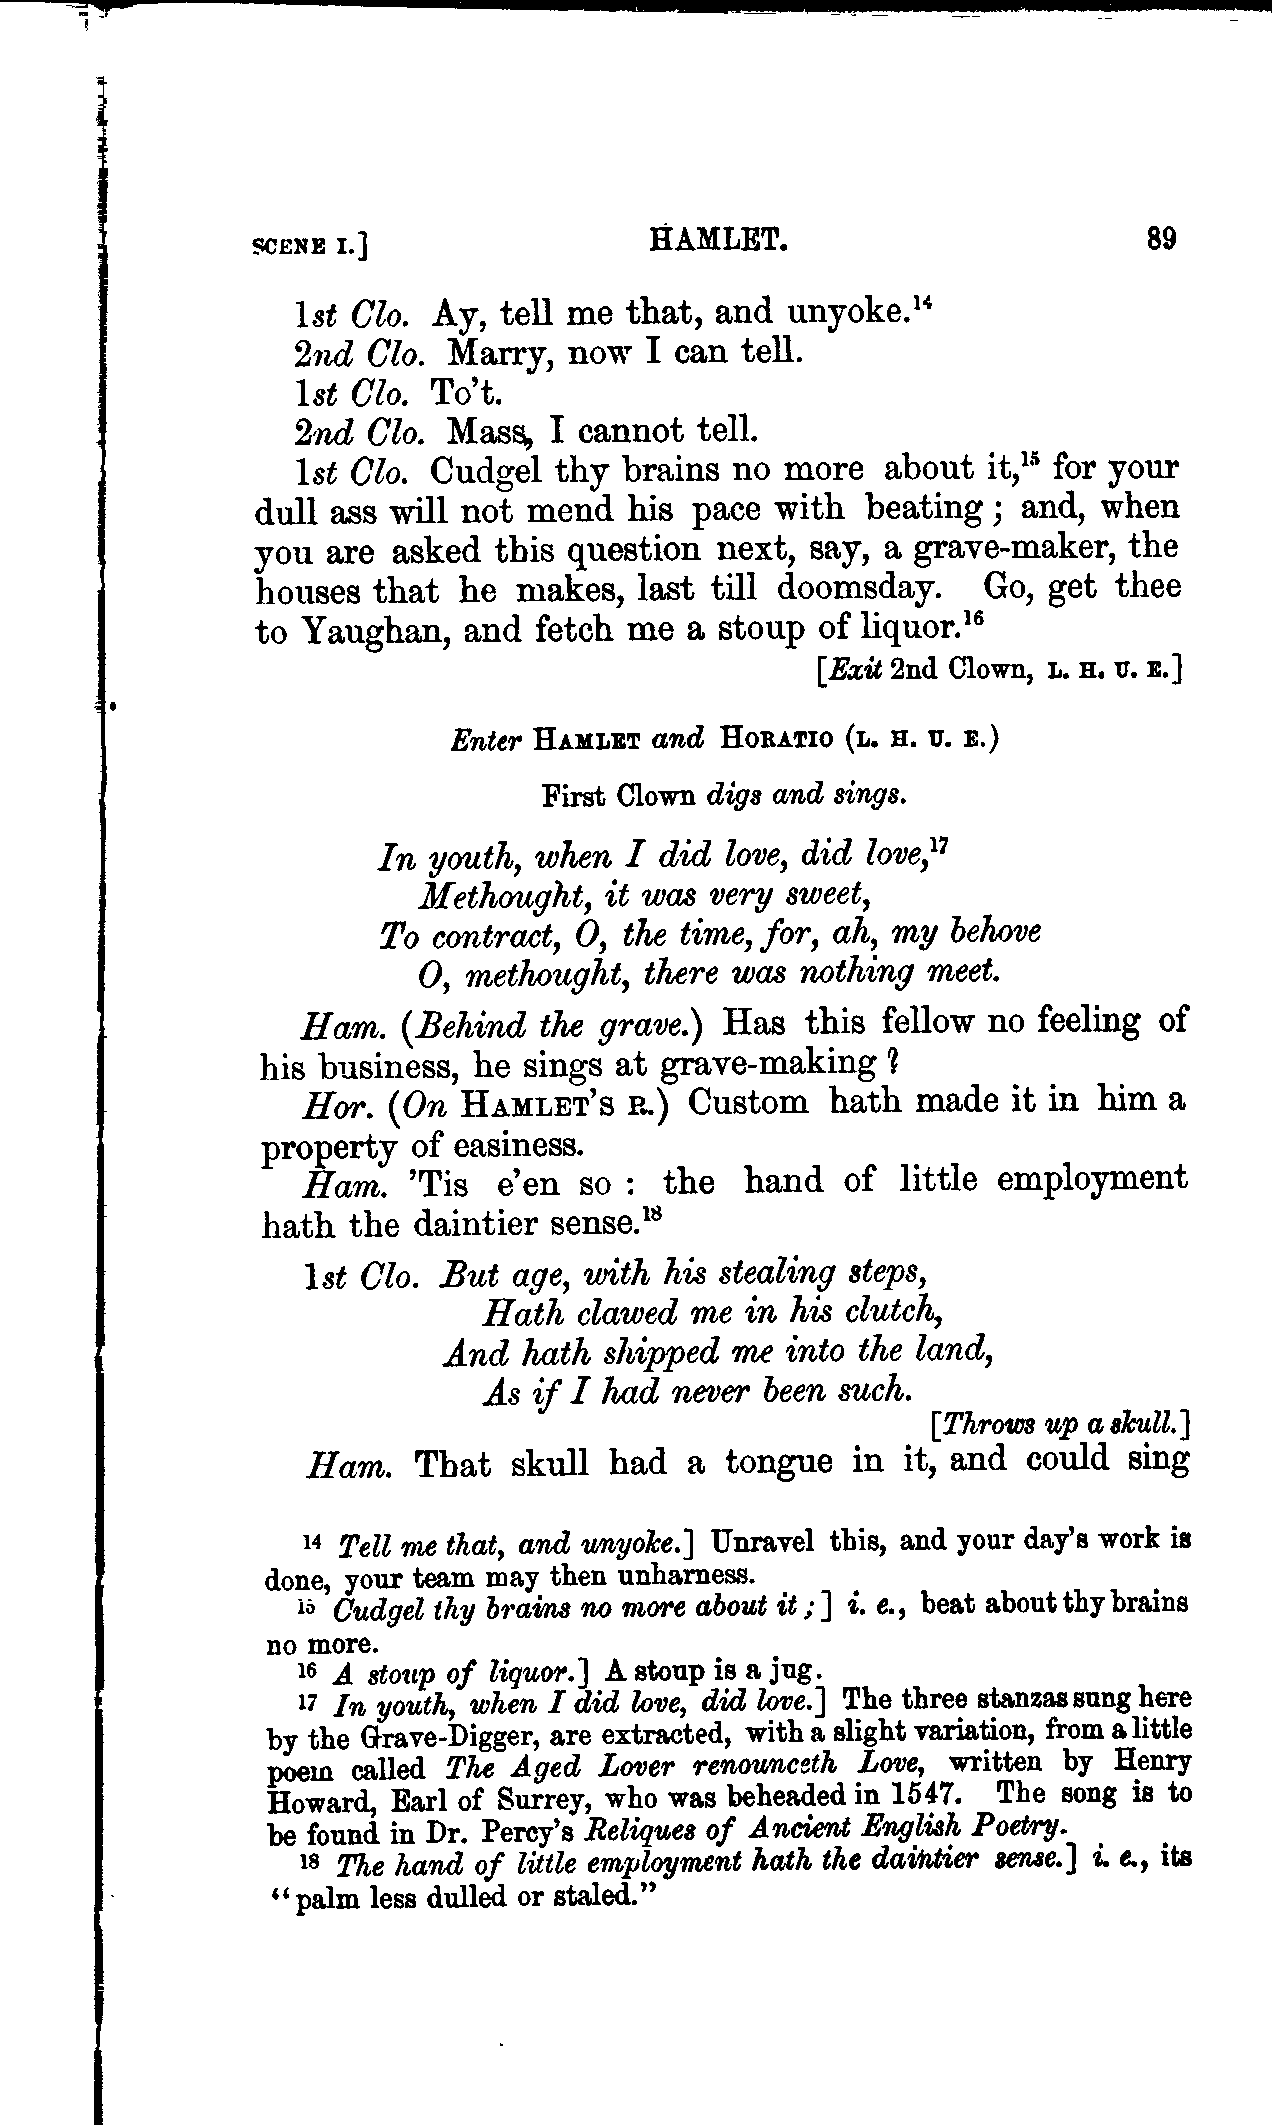 SCENE I.] HAMLET. 89
1st Clo. Ay, tell me that, and unyoke.¹⁴
2nd Clo. Marry, now I can tell.
1st Clo. To't.
2nd Clo. Mass, I cannot tell.
1st Clo. Cudgel thy brains no more about it,¹⁵ for your
dull ass will not mend his pace with beating; and, when
you are asked this question next, say, a grave-maker, the
houses that he makes, last till doomsday. Go, get thee
to Yaughan, and fetch me a stoup of liquor.¹⁶
[Exit 2nd Clown, L. H. U. E.]
Enter HAMLET and HORATIO (L. H. U. E.)
First Clown digs and sings.
In youth, when I did love, did love,¹⁷
Methought, it was very sweet,
To contract, O, the time, for, ah, my behove
O, methought, there was nothing meet.
Ham. (Behind the grave.) Has this fellow no feeling of
his business, he sings at grave-making?
Hor. (On HAMLET'S R.) Custom hath made it in him a
property of easiness.
Ham. 'Tis e'en so: the hand of little employment
hath the daintier sense.¹⁸
1st Clo. But age, with his stealing steps,
Hath clawed me in his clutch,
And hath shipped me into the land,
As if I had never been such.
[Throws up a skull.]
Ham. That skull had a tongue in it, and could sing
¹⁴ Tell me that, and unyoke.] Unravel this, and your day's work is
done, your team may then unharness.
¹⁵ Cudgel thy brains no more about it;] i. e., beat about thy brains
no more.
¹⁶ A stoup of liquor.] A stoup is a jug.
¹⁷ In youth, when I did love, did love.] The three stanzas sung here
by the Grave-Digger, are extracted, with a slight variation, from a little
poem called The Aged Lover renounceth Love, written by Henry
Howard, Earl of Surrey, who was beheaded in 1547. The song is to
be found in Dr. Percy's Reliques of Ancient English Poetry.
¹⁸ The hand of little employment hath the daintier sense.] i. e., its
"palm less dulled or staled."